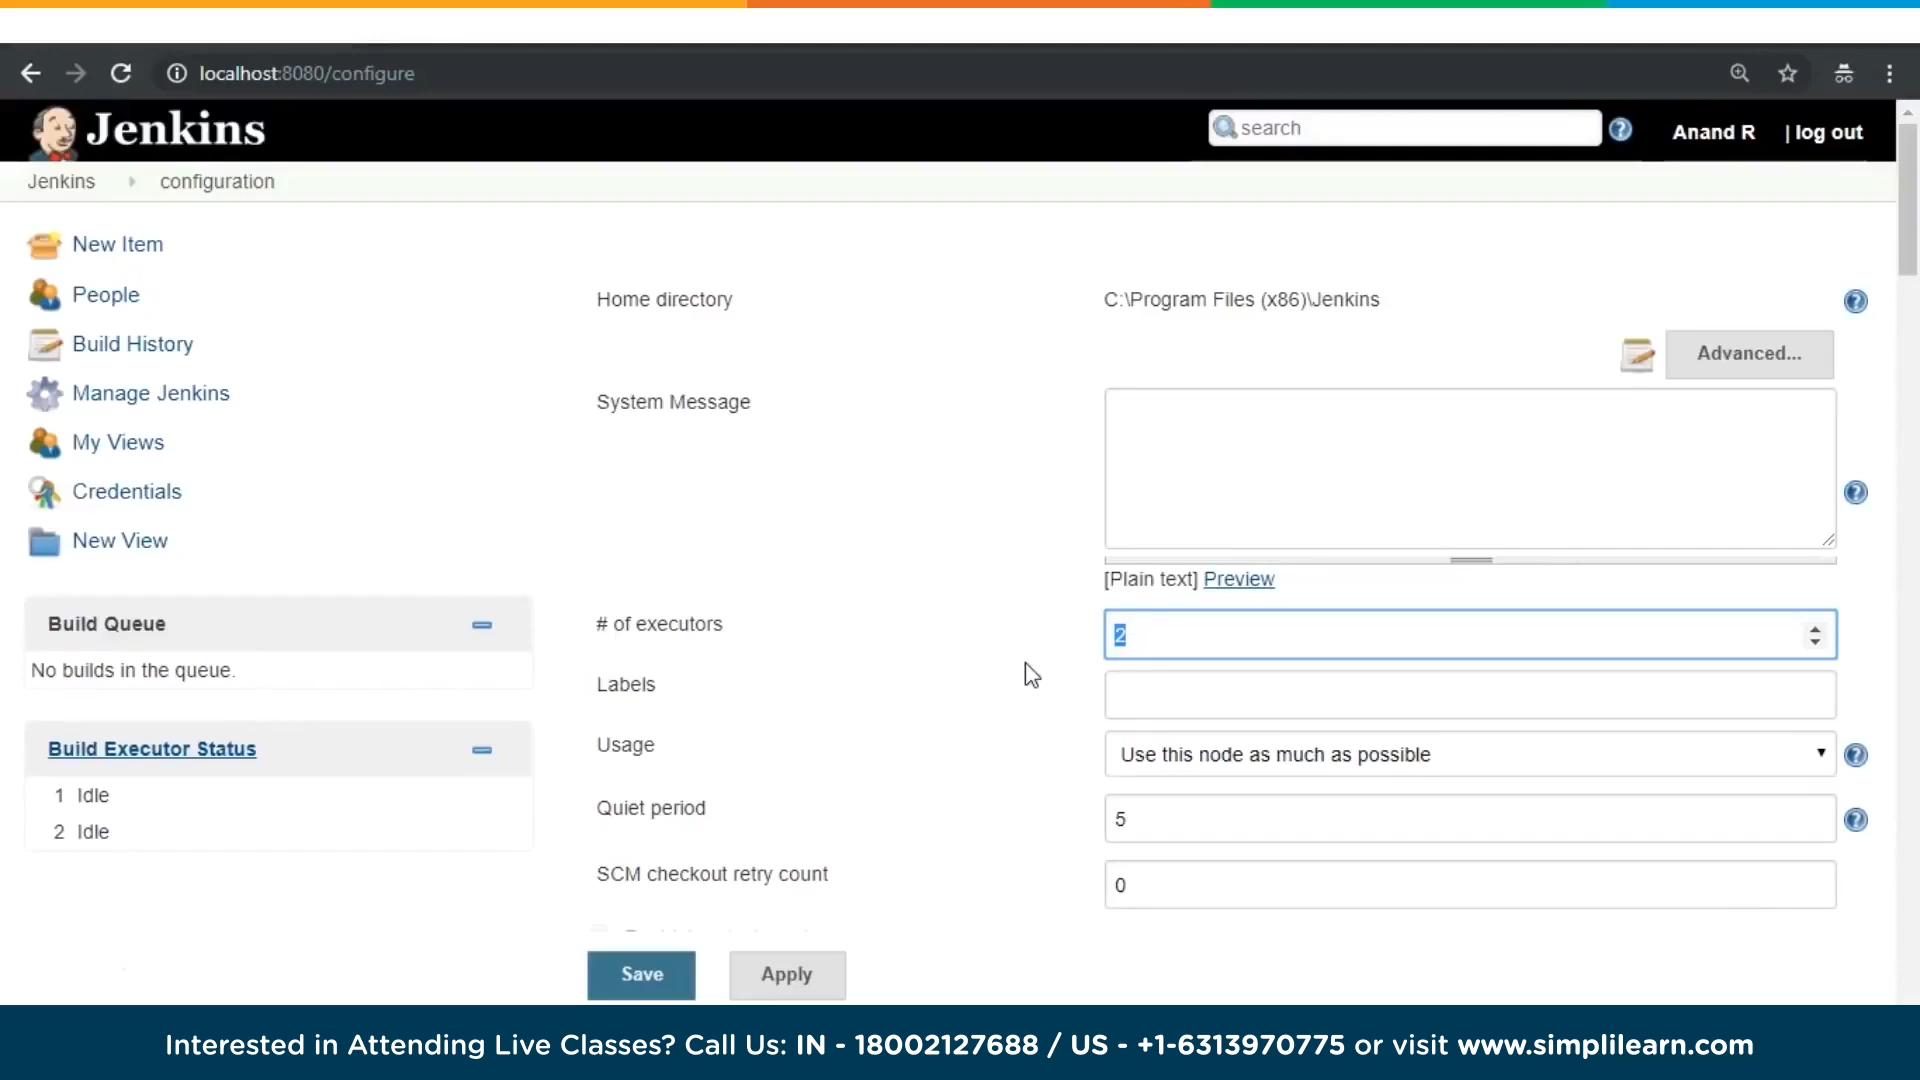 localhost:8080/configure
Jenkins
search
Anand R
| log out
Jenkins
configuration
New Item
People
Build History
Manage Jenkins
My Views
Credentials
New View
Build Queue
No builds in the queue.
Build Executor Status
1 Idle
2 Idle
Home directory
C:\Program Files (x86)\Jenkins
Advanced...
System Message
[Plain text] Preview
# of executors
2
Labels
Usage
Use this node as much as possible
Quiet period
5
SCM checkout retry count
0
Save
Apply
Interested in Attending Live Classes? Call Us: IN - 18002127688 / US - +1-6313970775 or visit www.simplilearn.com